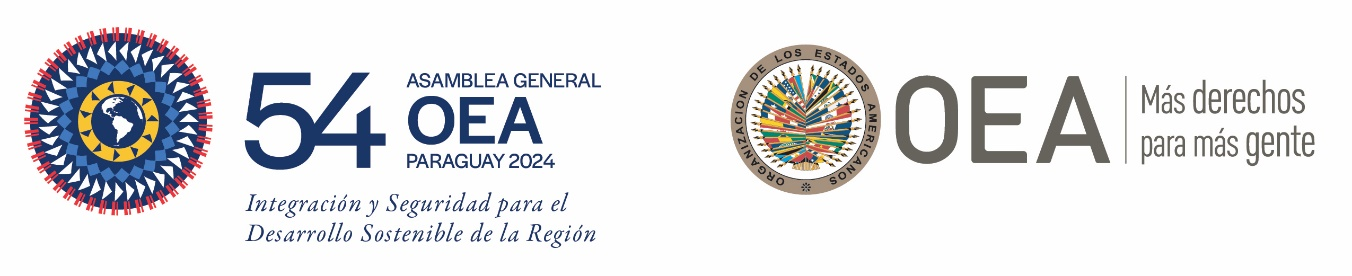 54
ASAMBLEA GENERAL
OEA
PARAGUAY 2024
Integración y Seguridad para el
Desarrollo Sostenible de la Región
ORGANIZACION DE LOS ESTADOS AMERICANOS
OEA
Más derechos
para más gente